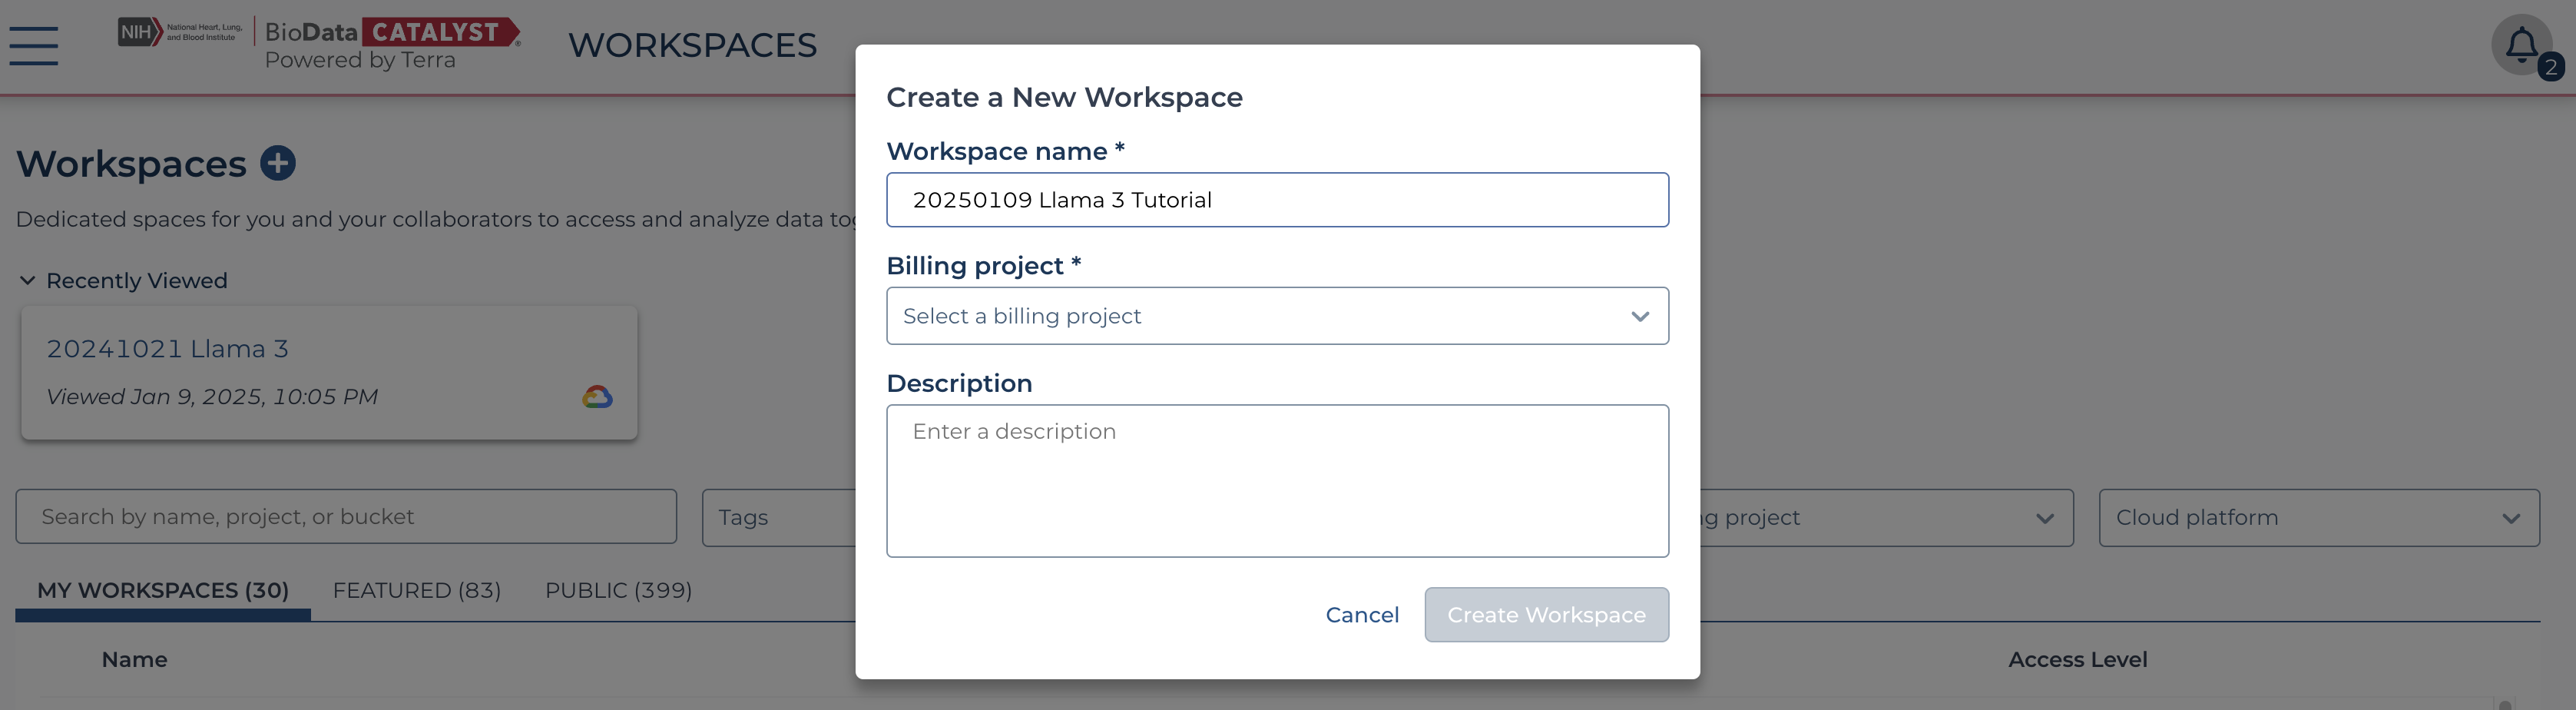 NIH National Heart, Lung, and Blood Institute
BioData CATALYST®
Powered by Terra
WORKSPACES
2
Workspaces
Dedicated spaces for you and your collaborators to access and analyze data tog
Recently Viewed
20241021 Llama 3
Viewed Jan 9, 2025, 10:05 PM
Search by name, project, or bucket
Tags
ng project
Cloud platform
MY WORKSPACES (30)
FEATURED (83)
PUBLIC (399)
Name
Access Level
Create a New Workspace
Workspace name *
20250109 Llama 3 Tutorial
Billing project *
Select a billing project
Description
Enter a description
Cancel
Create Workspace